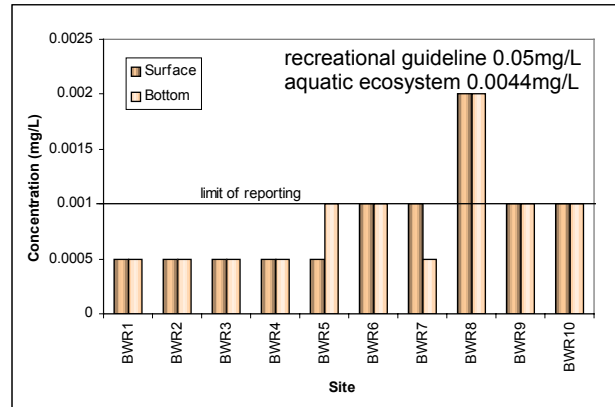 recreational guideline 0.05mg/L
aquatic ecosystem 0.0044mg/L
Surface
Bottom
limit of reporting
Concentration (mg/L)
0.0025
0.002
0.0015
0.001
0.0005
0
BWR1
BWR2
BWR3
BWR4
BWR5
BWR6
BWR7
BWR8
BWR9
BWR10
Site